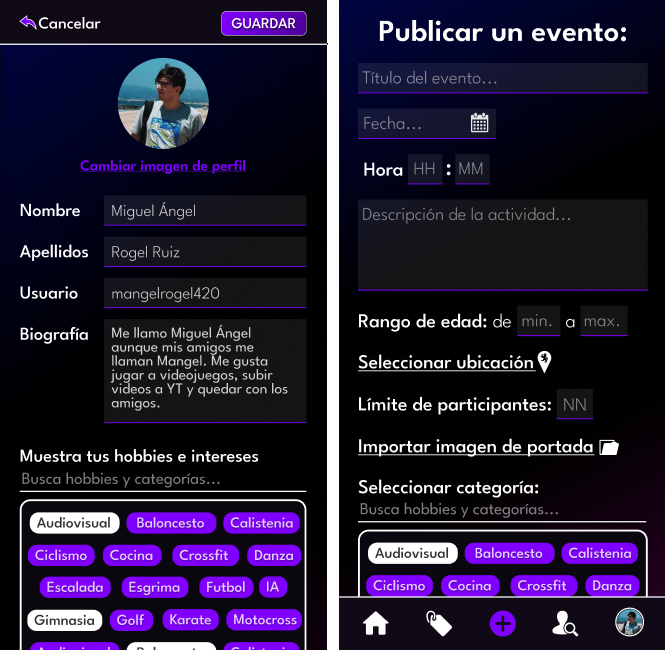 Cancelar
GUARDAR
Cambiar imagen de perfil
Nombre
Miguel Ángel
Apellidos
Rogel Ruiz
Usuario
mangelrogel420
Biografía
Me llamo Miguel Ángel
aunque mis amigos me
llaman Mangel. Me gusta
jugar a videojuegos, subir
videos a YT y quedar con los
amigos.
Muestra tus hobbies e intereses
Busca hobbies y categorías...
Audiovisual Baloncesto Calistenia
Ciclismo Cocina Crossfit Danza
Escalada Esgrima Futbol IA
Gimnasia Golf Karate Motocross
Audiovisual Baloncesto Calistenia
Publicar un evento:
Título del evento...
Fecha...
Hora HH : MM
Descripción de la actividad...
Rango de edad: de min. a max.
Seleccionar ubicación
Límite de participantes: NN
Importar imagen de portada
Seleccionar categoría:
Busca hobbies y categorías...
Audiovisual Baloncesto Calistenia
Ciclismo Cocina Crossfit Danza